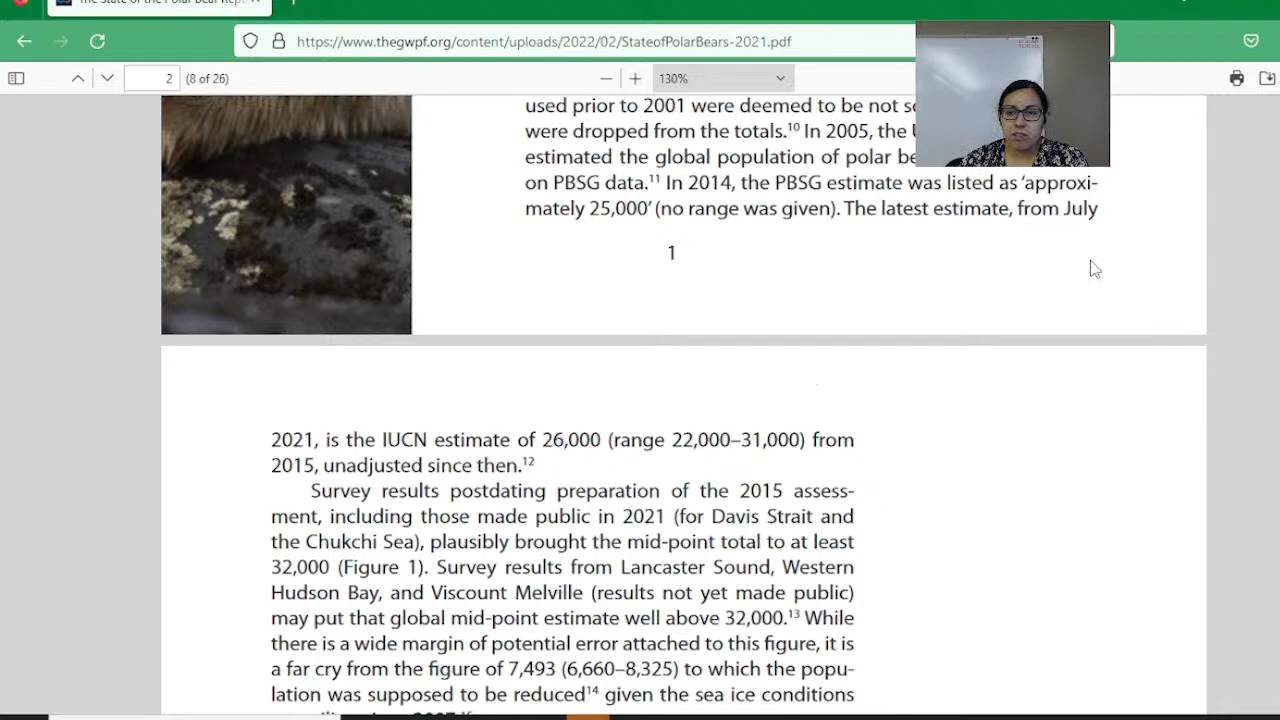 The State of the Polar Bear Repo
https://www.thegwpf.org/content/uploads/2022/02/StateofPolarBears-2021.pdf
2 (8 of 26)
130%
used prior to 2001 were deemed to be not
were dropped from the totals.¹⁰ In 2005, the
estimated the global population of polar
on PBSG data.¹¹ In 2014, the PBSG estimate was listed as ‘approxi-
mately 25,000’ (no range was given). The latest estimate, from July
1
2021, is the IUCN estimate of 26,000 (range 22,000–31,000) from
2015, unadjusted since then.¹²
Survey results postdating preparation of the 2015 assess-
ment, including those made public in 2021 (for Davis Strait and
the Chukchi Sea), plausibly brought the mid-point total to at least
32,000 (Figure 1). Survey results from Lancaster Sound, Western
Hudson Bay, and Viscount Melville (results not yet made public)
may put that global mid-point estimate well above 32,000.¹³ While
there is a wide margin of potential error attached to this figure, it is
a far cry from the figure of 7,493 (6,660–8,325) to which the popu-
lation was supposed to be reduced¹⁴ given the sea ice conditions